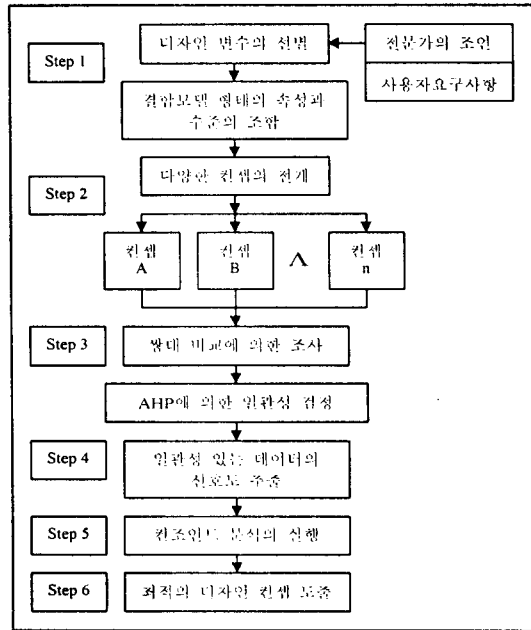 Step 1
디자인 변수의 선별
전문가의 조언
사용자요구사항
결합모델 형태의 속성과
수준의 조합
Step 2
다양한 컨셉의 전개
컨셉
A
컨셉
B
Λ
컨셉
n
Step 3
쌍대 비교에 의한 조사
AHP에 의한 일관성 검정
Step 4
일관성 있는 데이터의
선호도 추출
Step 5
컨조인트 분석의 실행
Step 6
최적의 디자인 컨셉 도출